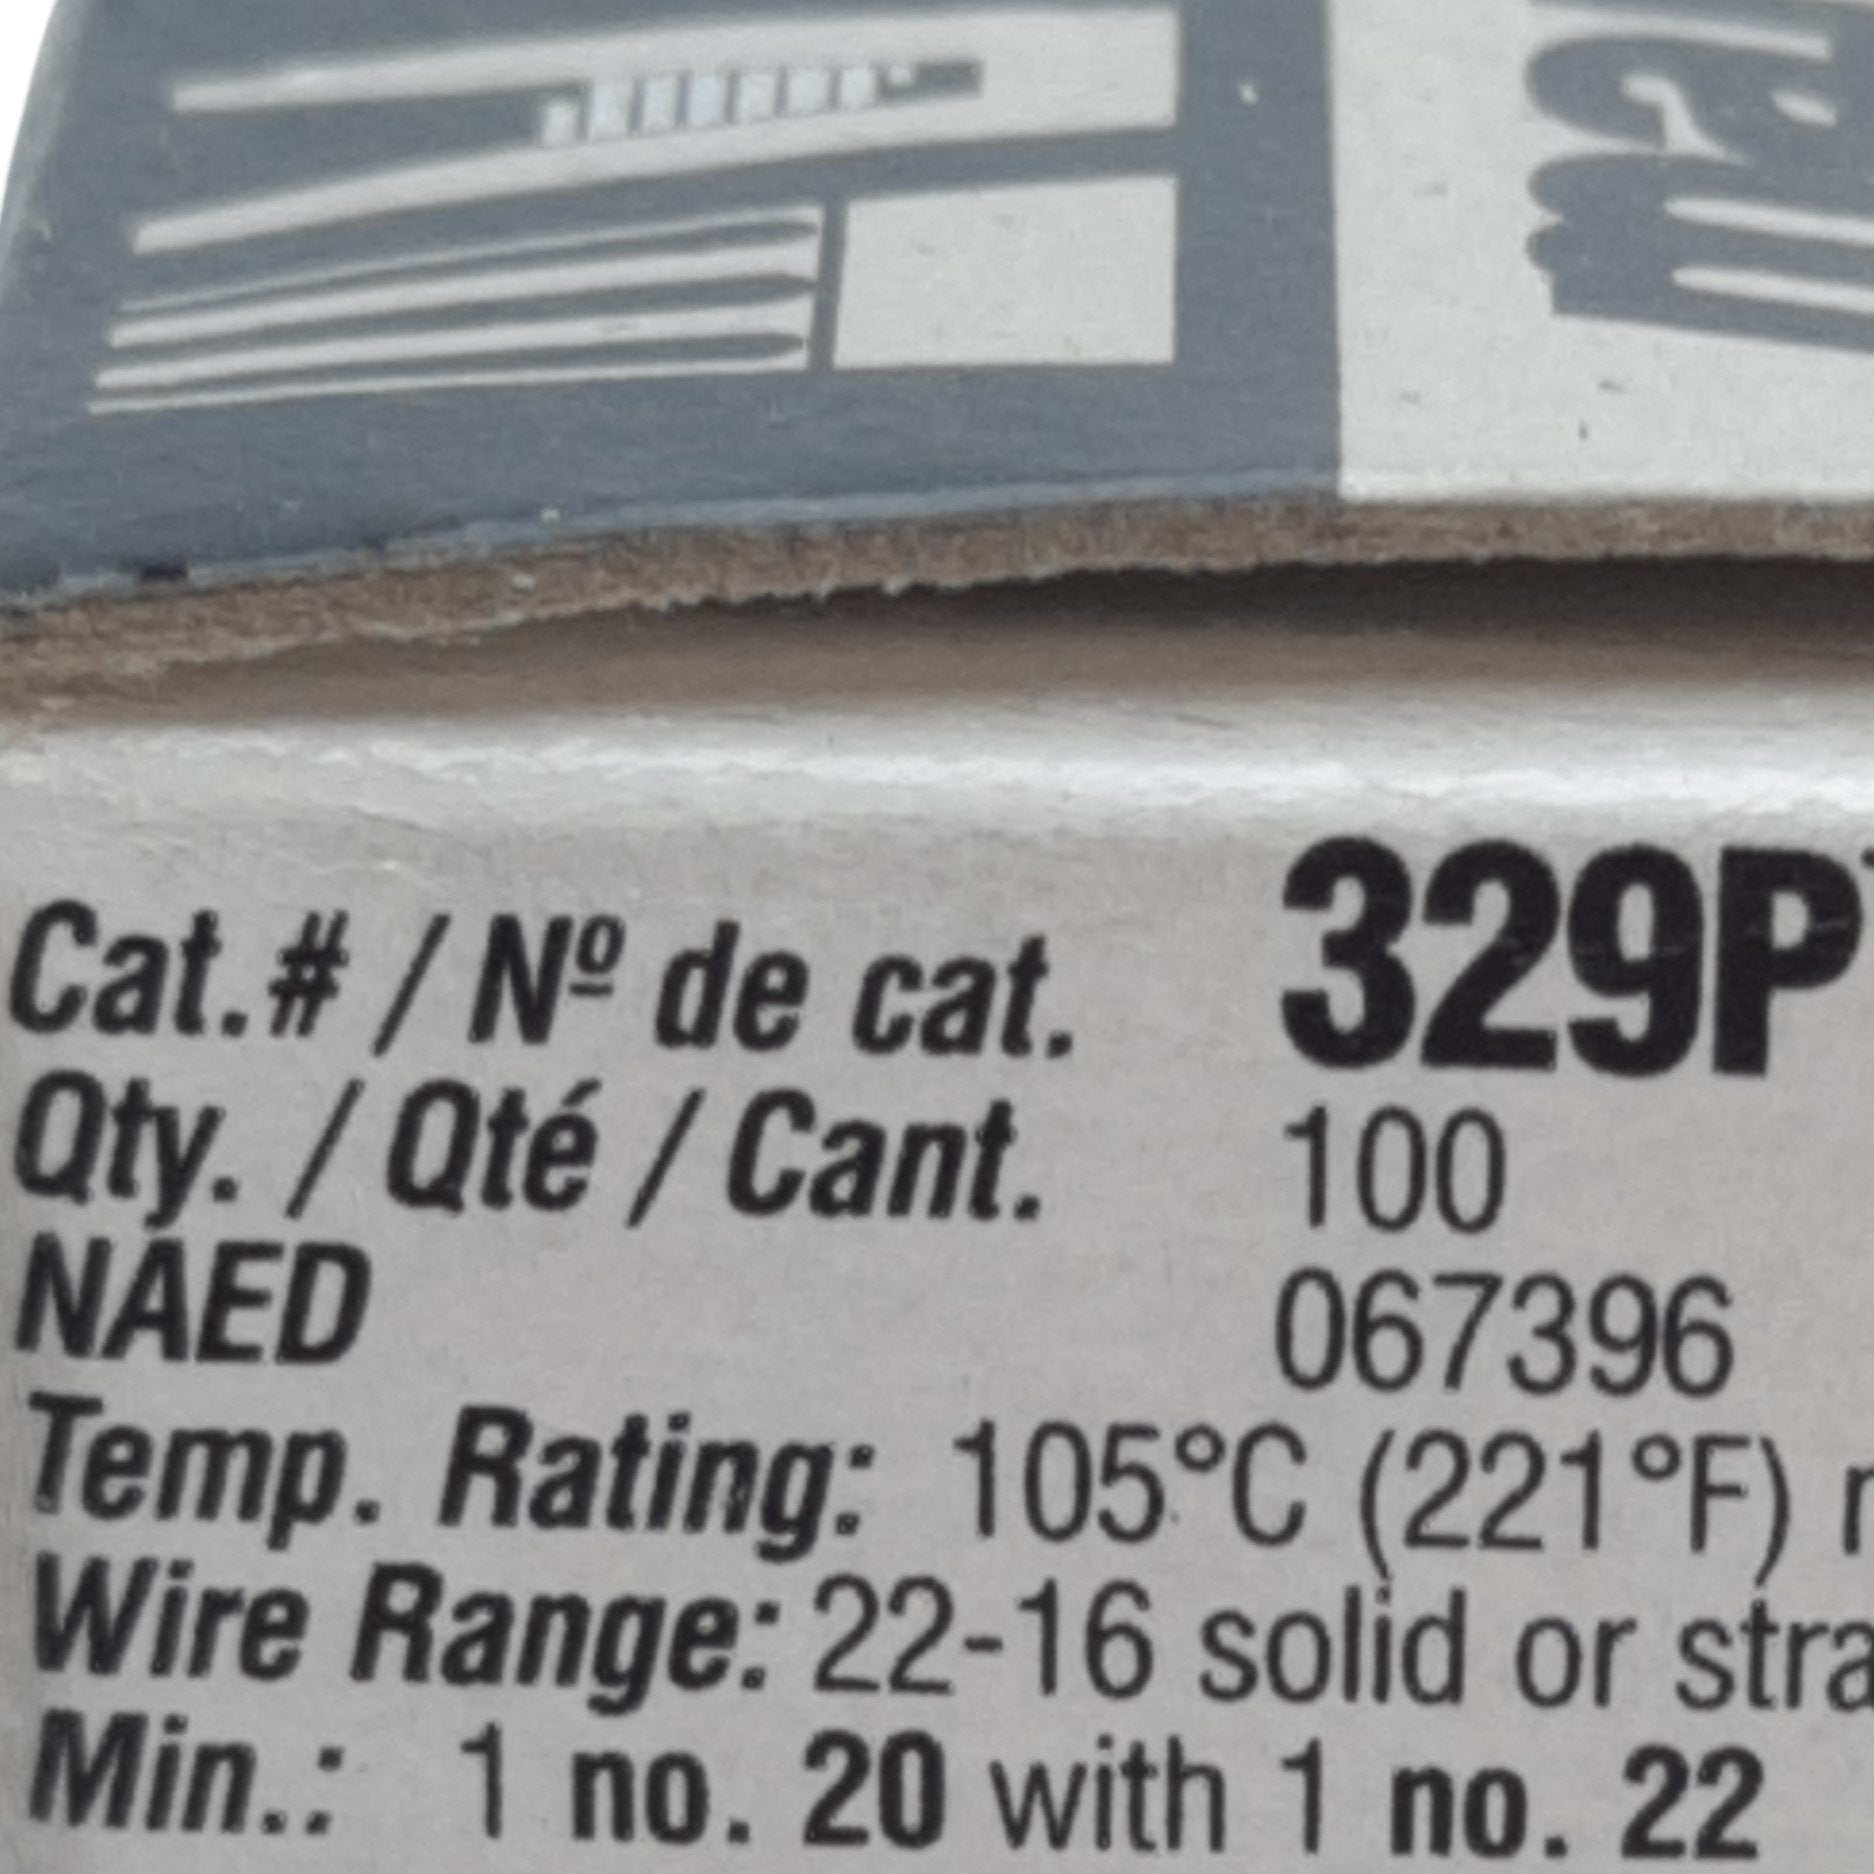 Cat.# / Nº de cat. 329P
Qty. / Qté / Cant. 100
NAED 067396
Temp. Rating: 105°C (221°F)
Wire Range: 22-16 solid or stra
Min.: 1 no. 20 with 1 no. 22